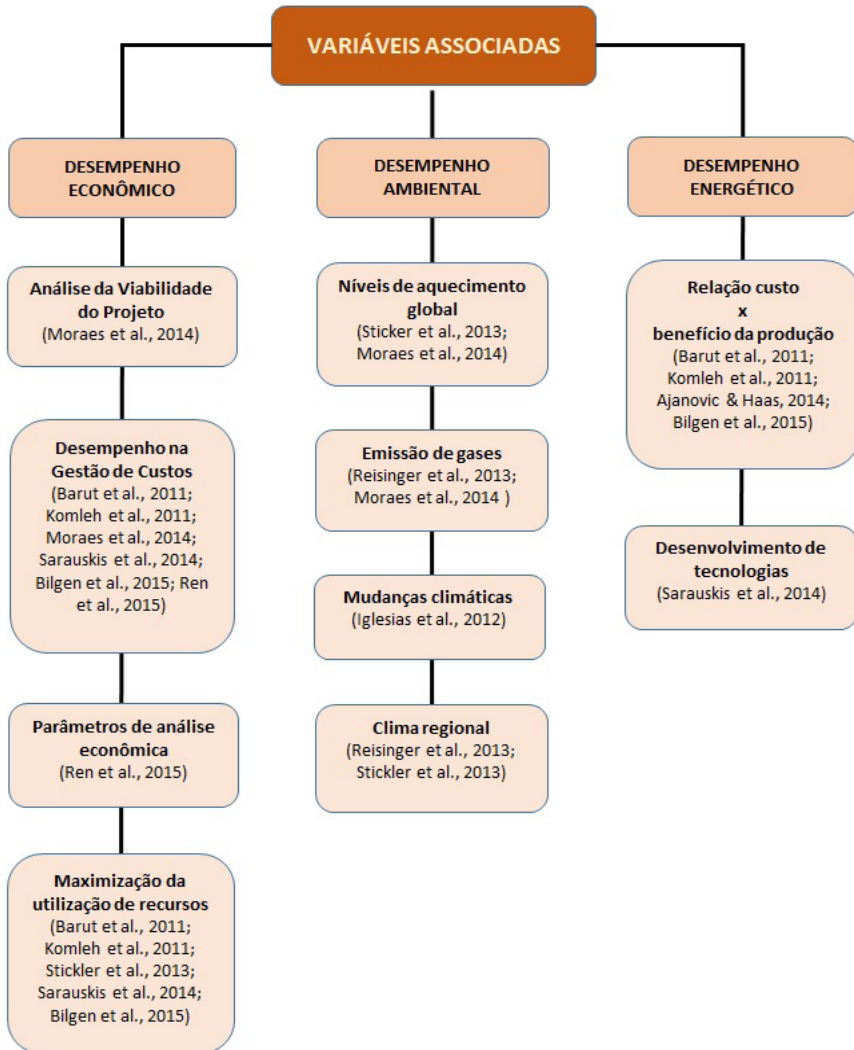 VARIÁVEIS ASSOCIADAS
DESEMPENHO
ECONÔMICO
Análise da Viabilidade
do Projeto
(Moraes et al., 2014)
Desempenho na
Gestão de Custos
(Barut et al., 2011;
Komleh et al., 2011;
Moraes et al., 2014;
Sarauskis et al., 2014;
Bilgen et al., 2015; Ren
et al., 2015)
Parâmetros de análise
econômica
(Ren et al., 2015)
Maximização da
utilização de recursos
(Barut et al., 2011;
Komleh et al., 2011;
Stickler et al., 2013;
Sarauskis et al., 2014;
Bilgen et al., 2015)
DESEMPENHO
AMBIENTAL
Níveis de aquecimento
global
(Sticker et al., 2013;
Moraes et al., 2014)
Emissão de gases
(Reisinger et al., 2013;
Moraes et al., 2014 )
Mudanças climáticas
(Iglesias et al., 2012)
Clima regional
(Reisinger et al., 2013;
Stickler et al., 2013)
DESEMPENHO
ENERGÉTICO
Relação custo
x
benefício da produção
(Barut et al., 2011;
Komleh et al., 2011;
Ajanovic & Haas, 2014;
Bilgen et al., 2015)
Desenvolvimento de
tecnologias
(Sarauskis et al., 2014)